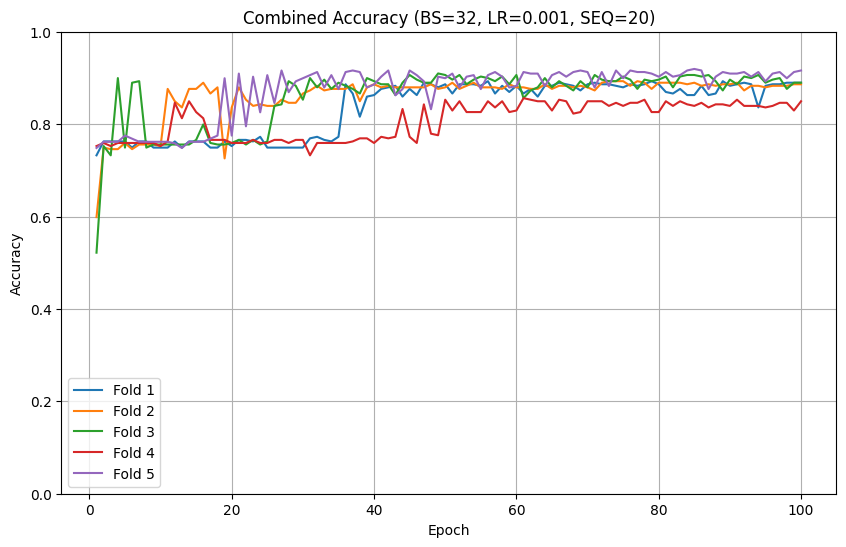 Combined Accuracy (BS=32, LR=0.001, SEQ=20)
1.0
0.8
0.6
0.4
0.2
0.0
Accuracy
Fold 1
Fold 2
Fold 3
Fold 4
Fold 5
0 20 40 60 80 100
Epoch